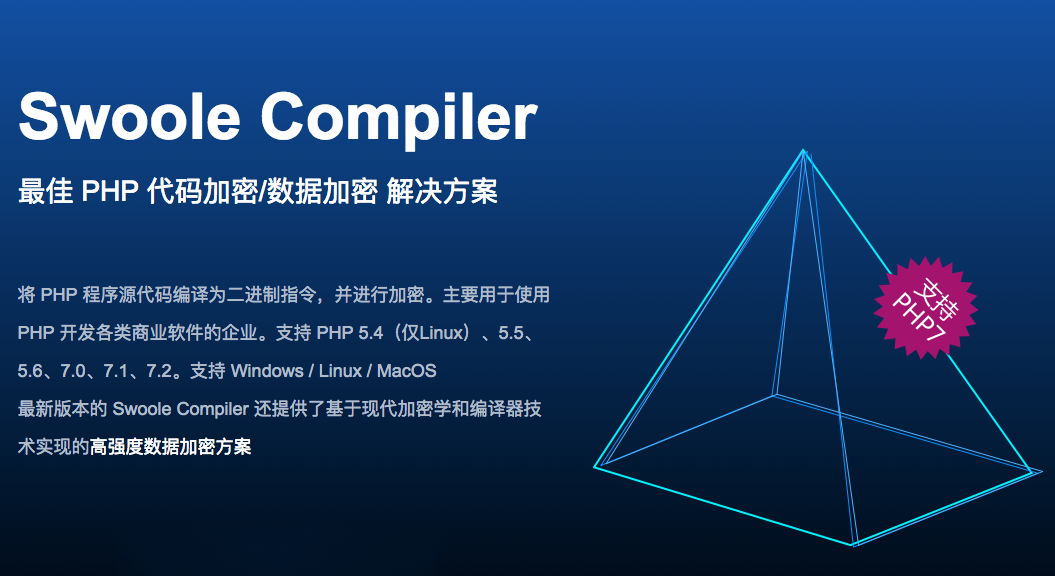 Swoole Compiler
最佳 PHP 代码加密/数据加密 解决方案
将 PHP 程序源代码编译为二进制指令，并进行加密。主要用于使用
PHP 开发各类商业软件的企业。支持 PHP 5.4（仅Linux）、5.5、
5.6、7.0、7.1、7.2。支持 Windows / Linux / MacOS
最新版本的 Swoole Compiler 还提供了基于现代加密学和编译器技
术实现的高强度数据加密方案
支持
PHP7